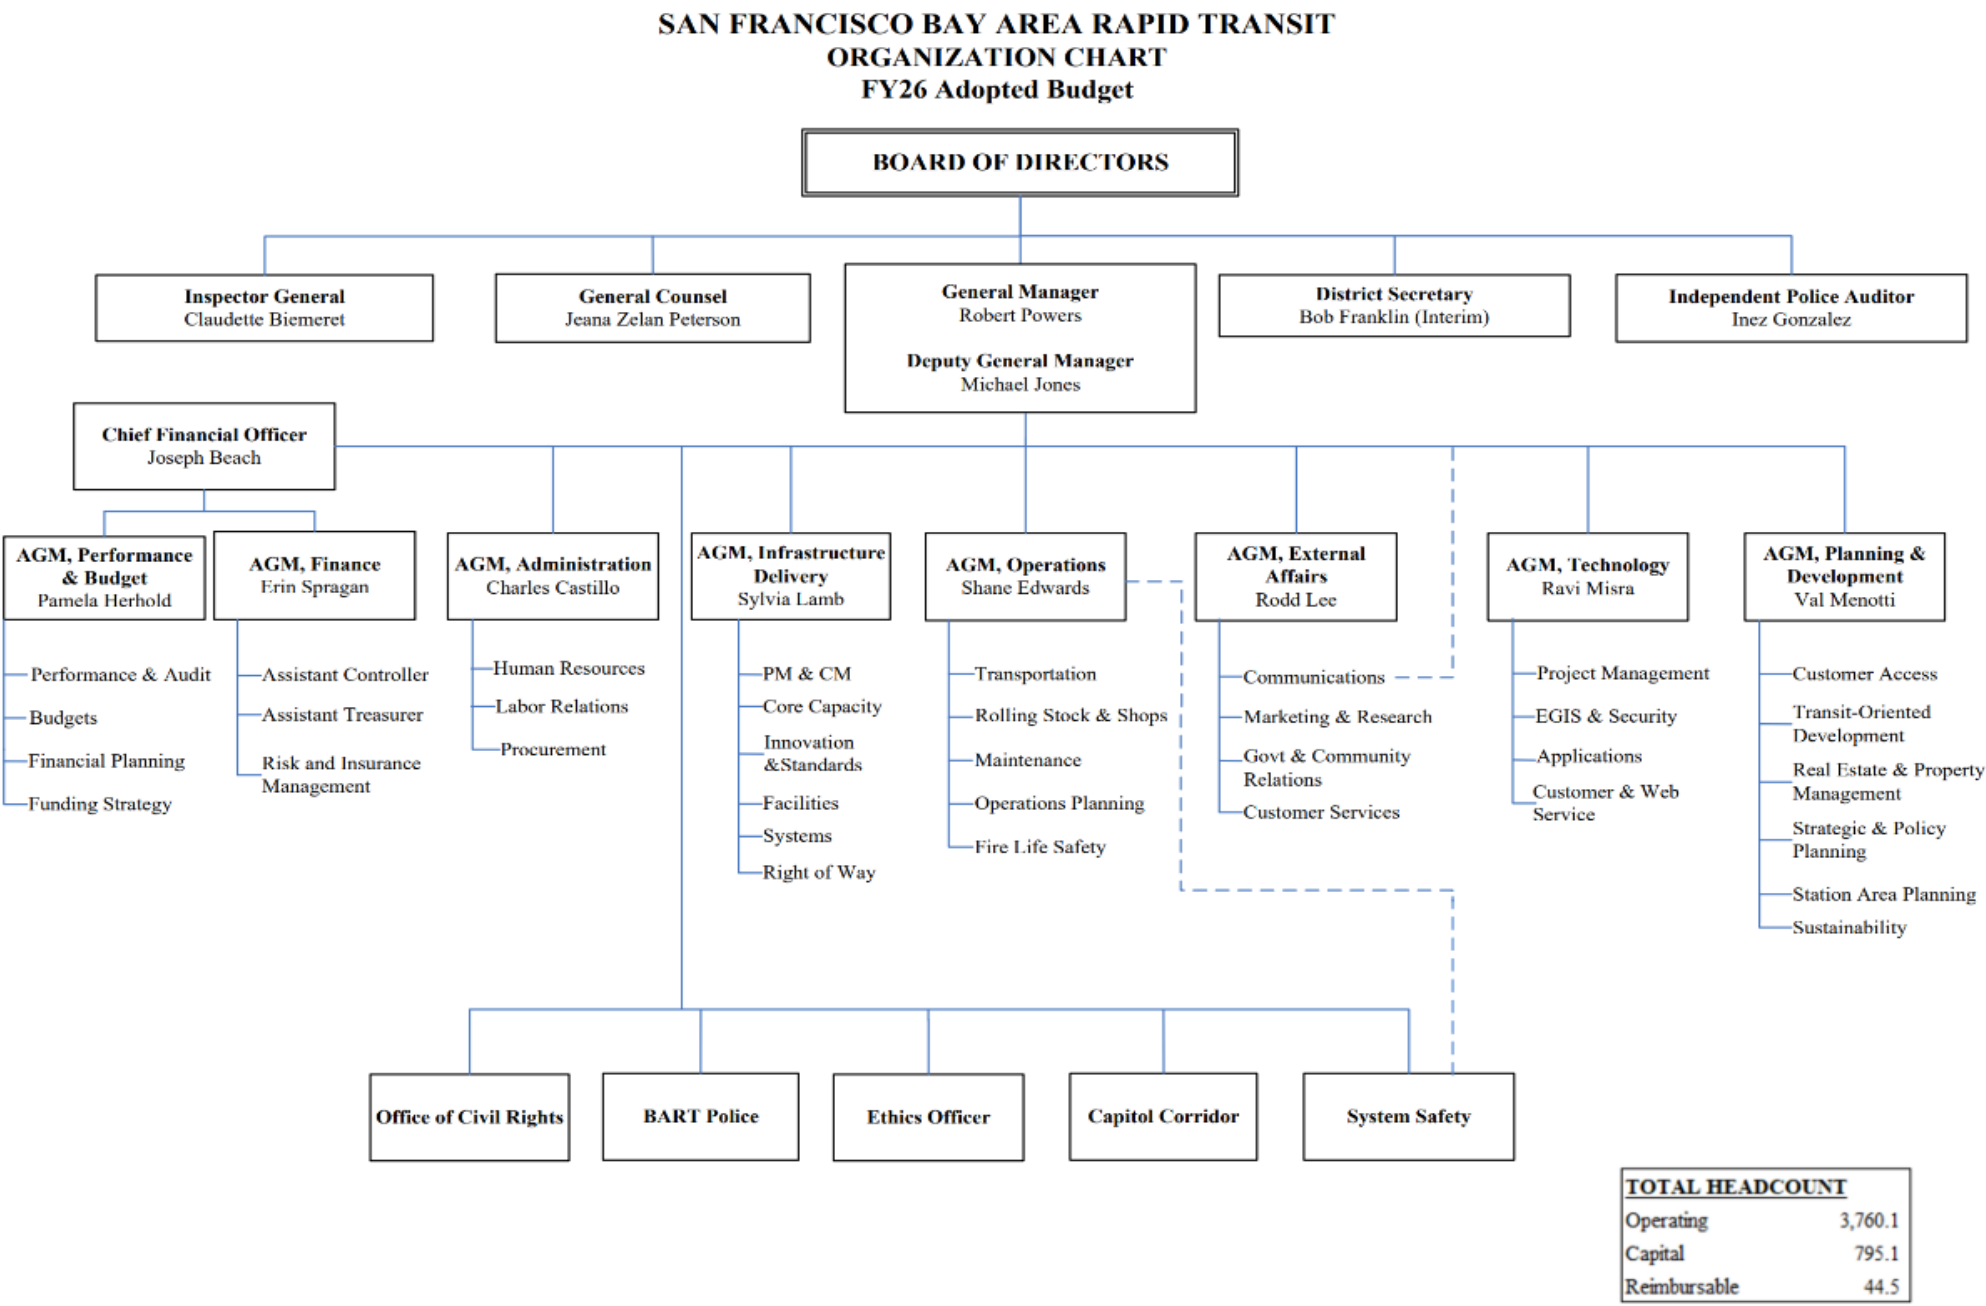 SAN FRANCISCO BAY AREA RAPID TRANSIT
ORGANIZATION CHART
FY26 Adopted Budget
BOARD OF DIRECTORS
Inspector General
Claudette Biemeret
General Counsel
Jeana Zelan Peterson
General Manager
Robert Powers
Deputy General Manager
Michael Jones
District Secretary
Bob Franklin (Interim)
Independent Police Auditor
Inez Gonzalez
Chief Financial Officer
Joseph Beach
AGM, Performance
& Budget
Pamela Herhold
Performance & Audit
Budgets
Financial Planning
Funding Strategy
AGM, Finance
Erin Spragan
Assistant Controller
Assistant Treasurer
Risk and Insurance
Management
AGM, Administration
Charles Castillo
Human Resources
Labor Relations
Procurement
AGM, Infrastructure
Delivery
Sylvia Lamb
PM & CM
Core Capacity
Innovation
&Standards
Facilities
Systems
Right of Way
AGM, Operations
Shane Edwards
Transportation
Rolling Stock & Shops
Maintenance
Operations Planning
Fire Life Safety
AGM, External
Affairs
Rodd Lee
Communications
Marketing & Research
Govt & Community
Relations
Customer Services
AGM, Technology
Ravi Misra
Project Management
EGIS & Security
Applications
Customer & Web
Service
AGM, Planning &
Development
Val Menotti
Customer Access
Transit-Oriented
Development
Real Estate & Property
Management
Strategic & Policy
Planning
Station Area Planning
Sustainability
Office of Civil Rights
BART Police
Ethics Officer
Capitol Corridor
System Safety
TOTAL HEADCOUNT
Operating 3,760.1
Capital 795.1
Reimbursable 44.5